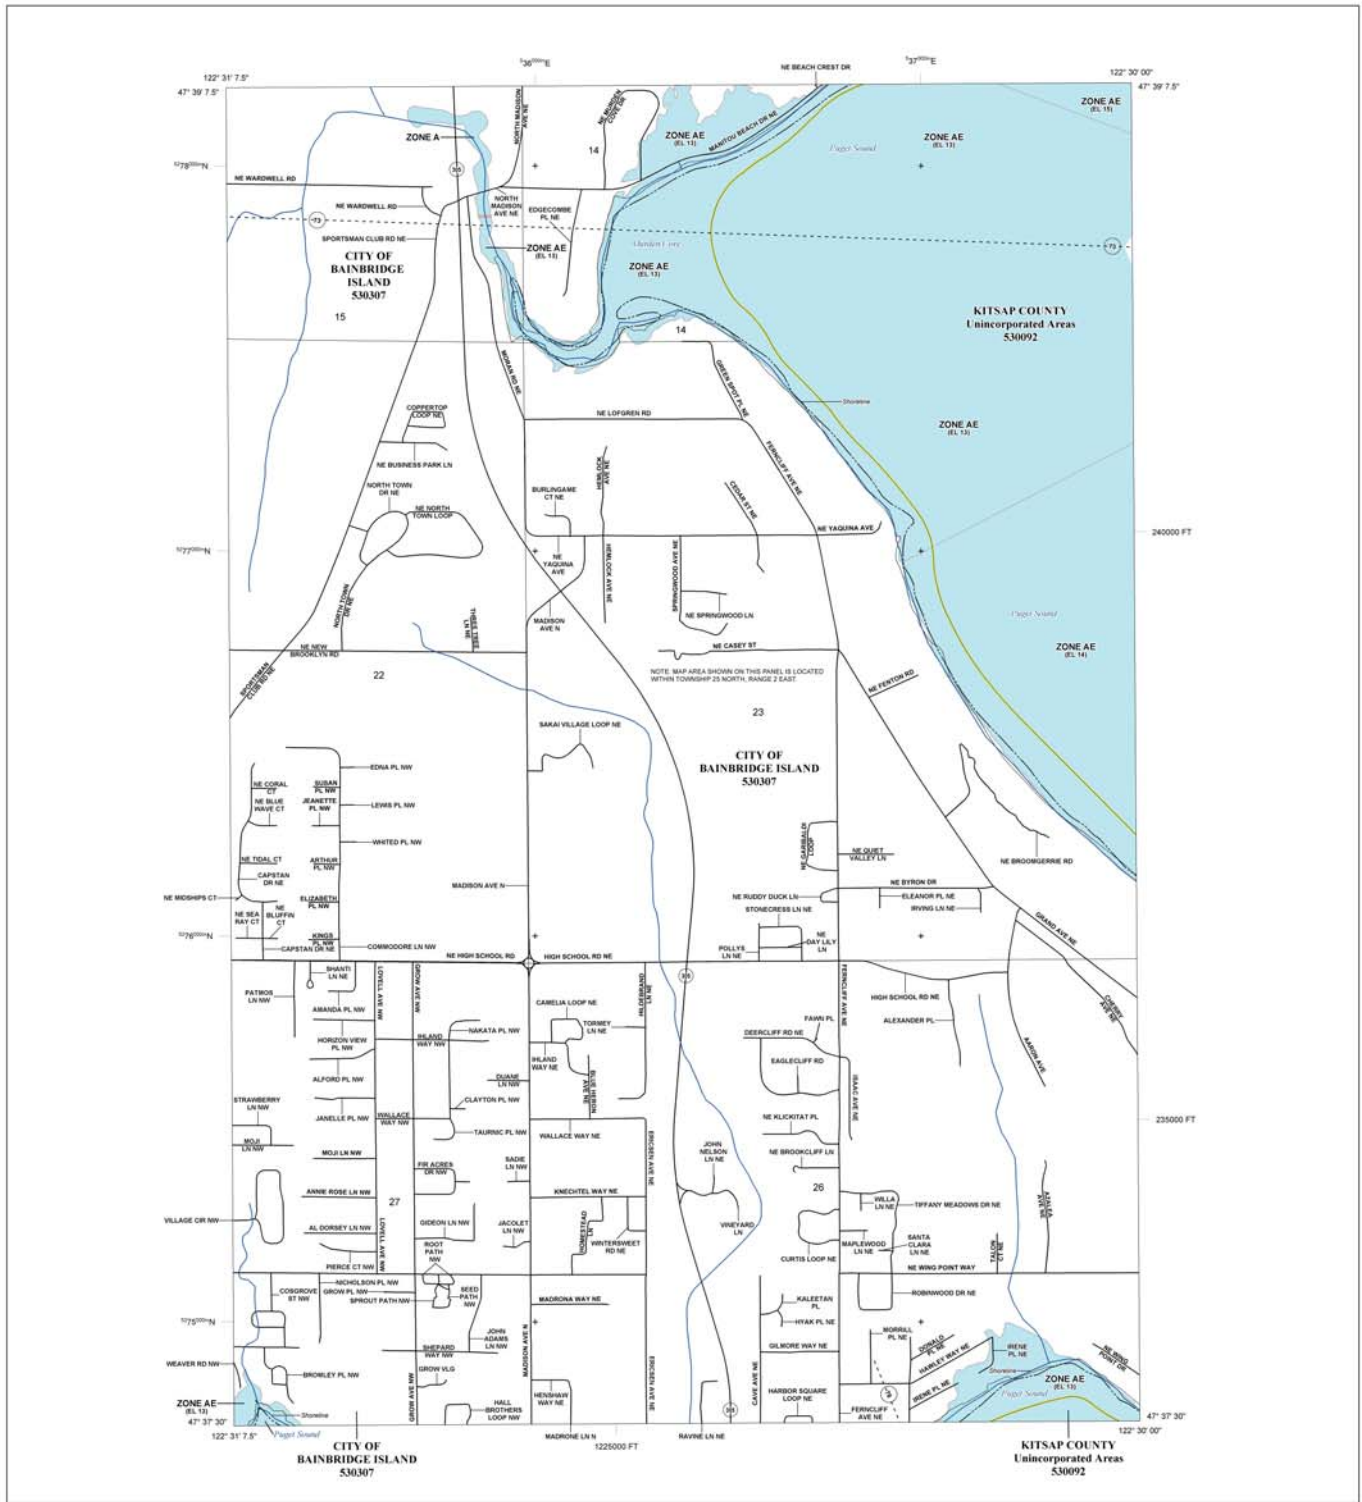 NE BEACH CREST DR
536000mE
537000mE
122° 31' 7.5"
122° 30' 00"
47° 39' 7.5"
47° 39' 7.5"
ZONE AE
(EL 15)
NORTH MADISON
AVE NE
NE MUNDEN
COVE DR
ZONE A
ZONE AE
(EL 13)
MANITOU BEACH DR NE
ZONE AE
(EL 13)
Puget Sound
14
5278000mN
305
NE WARDWELL RD
NE WARDWELL RD
NORTH
MADISON
AVE NE
EDGECOMBE
PL NE
73
73
SPORTSMAN CLUB RD NE
ZONE AE
(EL 13)
Murden Cove
ZONE AE
(EL 13)
CITY OF
BAINBRIDGE
ISLAND
530307
15
KITSAP COUNTY
Unincorporated Areas
530092
14
MORAN RD NE
GREEN SPOT PL NE
Shoreline
COPPERTOP
LOOP NE
NE LOFGREN RD
ZONE AE
(EL 13)
NE BUSINESS PARK LN
FERNCLIFF AVE NE
HEMLOCK
AVE NE
NORTH TOWN
DR NE
BURLINGAME
CT NE
CEDAR ST NE
NE NORTH
TOWN LOOP
NE YAQUINA AVE
240000 FT
5277000mN
NE
YAQUINA
AVE
HEMLOCK AVE NE
SPRINGWOOD AVE NE
NORTH TOWN
DR NE
THREE TREE
LN NE
MADISON
AVE N
NE SPRINGWOOD LN
Puget Sound
NE NEW
BROOKLYN RD
NE CASEY ST
ZONE AE
(EL 14)
SPORTSMAN
CLUB RD NE
22
NOTE: MAP AREA SHOWN ON THIS PANEL IS LOCATED
WITHIN TOWNSHIP 25 NORTH, RANGE 2 EAST.
NE FENTON RD
23
SAKAI VILLAGE LOOP NE
CITY OF
BAINBRIDGE ISLAND
530307
EDNA PL NW
NE CORAL
CT
SUSAN
PL NW
NE BLUE
WAVE CT
JEANETTE
PL NW
LEWIS PL NW
WHITED PL NW
NE GARIBALDI
LOOP
NE QUIET
VALLEY LN
NE TIDAL CT
ARTHUR
PL NW
NE BROOMGERRIE RD
CAPSTAN
DR NE
MADISON AVE N
NE BYRON DR
NE MIDSHIPS CT
ELIZABETH
PL NW
NE RUDDY DUCK LN
ELEANOR PL NE
NE SEA
RAY CT
NE
BLUFFIN
CT
STONECRESS LN NE
IRVING LN NE
GRAND AVE NE
5276000mN
KINGS
PL NW
CAPSTAN DR NE
COMMODORE LN NW
POLLYS
LN NE
NE
DAY LILY
LN
NE HIGH SCHOOL RD
HIGH SCHOOL RD NE
SHANTI
LN NE
LOVELL AVE NW
GROW AVE NW
HILDEBRAND
LN NE
305
FERNCLIFF AVE NE
PATMOS
LN NW
HIGH SCHOOL RD NE
CHERRY
AVE NE
AMANDA PL NW
CAMELIA LOOP NE
FAWN PL
ALEXANDER PL
TORMEY
LN NE
NAKATA PL NW
DEERCLIFF RD NE
HORIZON VIEW
PL NW
IHLAND
WAY NW
AARON AVE
IHLAND
WAY NE
EAGLECLIFF RD
ALFORD PL NW
DUANE
LN NW
BLUE HERON
AVE NE
ISAAC AVE NE
STRAWBERRY
LN NW
CLAYTON PL NW
JANELLE PL NW
WALLACE
WAY NW
NE KLICKITAT PL
235000 FT
TAURNIC PL NW
WALLACE WAY NE
MOJI
LN NW
MOJI LN NW
ERICSEN AVE NE
JOHN
NELSON
LN NE
NE BROOKCLIFF LN
FIR ACRES
DR NW
SADIE
LN NW
26
ANNIE ROSE LN NW
27
KNECHTEL WAY NE
WILLA
LN NE
TIFFANY MEADOWS DR NE
AZALEA
AVE NE
VILLAGE CIR NW
AL DORSEY LN NW
GIDEON LN NW
JACOLET
LN NW
HOMESTEAD
LN
WINTERSWEET
RD NE
VINEYARD
LN
MAPLEWOOD
LN NE
SANTA
CLARA
LN NE
TALON
CT NE
LOVELL AVE NW
ROOT
PATH
NW
CURTIS LOOP NE
PIERCE CT NW
NE WING POINT WAY
NICHOLSON PL NW
COSGROVE
ST NW
GROW PL NW
SPROUT PATH NW
SEED
PATH
NW
MADRONA WAY NE
KALEETAN
PL
ROBINWOOD DR NE
5275000mN
HYAK PL NE
JOHN
ADAMS
LN NW
MADISON AVE N
MORRILL
PL NE
DONALD
PL NE
SHEPARD
WAY NW
GILMORE WAY NE
HAWLEY WAY NE
IRENE
PL NE
NE WING
POINT DR
WEAVER RD NW
BROMLEY PL NW
GROW VLG
Shoreline
ZONE AE
(EL 13)
GROW AVE NW
HENSHAW
WAY NE
ERICSEN AVE NE
CAVE AVE NE
HARBOR SQUARE
LOOP NE
IRENE PL NE
Puget Sound
ZONE AE
(EL 13)
HALL
BROTHERS
LOOP NW
305
FERNCLIFF
AVE NE
Shoreline
47° 37' 30"
47° 37' 30"
122° 31' 7.5"
Puget Sound
MADRONE LN N
RAVINE LN NE
122° 30' 00"
1225000 FT
CITY OF
BAINBRIDGE ISLAND
530307
KITSAP COUNTY
Unincorporated Areas
530092